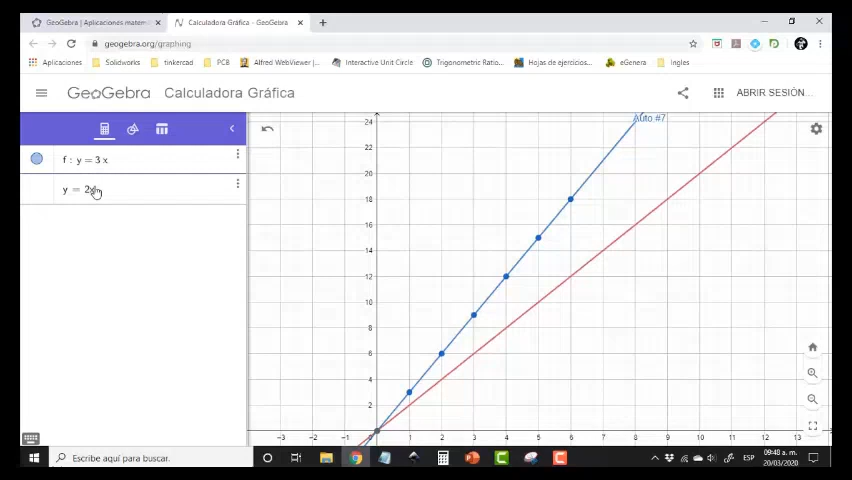 GeoGebra | Aplicaciones matem
Calculadora Gráfica - GeoGebra
geogebra.org/graphing
Aplicaciones
Solidworks
tinkercad
PCB
Alfred WebViewer |...
Interactive Unit Circle
Trigonometric Ratio...
Hojas de ejercicios...
eGenera
Ingles
GeoGebra
Calculadora Gráfica
ABRIR SESIÓN...
f : y = 3 x
y = 2x
Auto #7
24
22
20
18
16
14
12
10
8
6
4
2
−3 −2 −1 0 1 2 3 4 5 6 7 8 9 10 11 12 13
Escribe aquí para buscar.
ESP
09:48 a. m.
20/03/2020